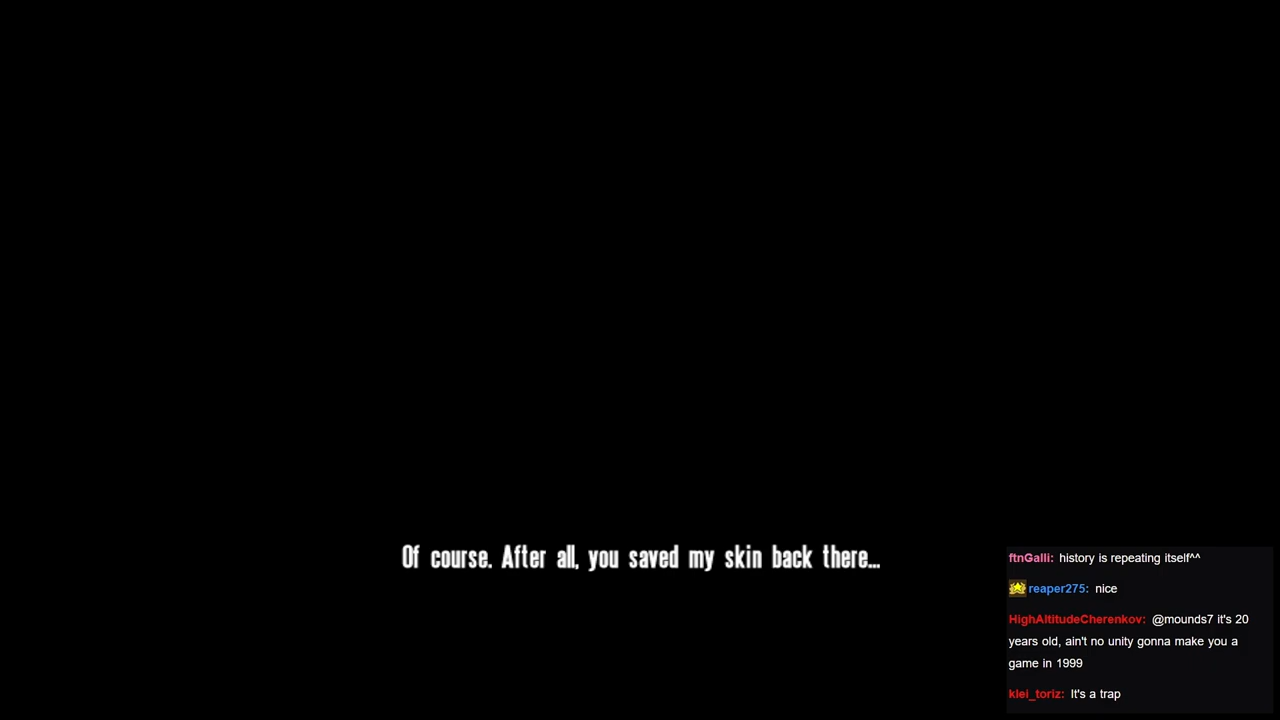 Of course. After all, you saved my skin back there...
ftnGalli: history is repeating itself^^
reaper275: nice
HighAltitudeCherenkov: @mounds7 it's 20
years old, ain't no unity gonna make you a
game in 1999
klei_toriz: It's a trap